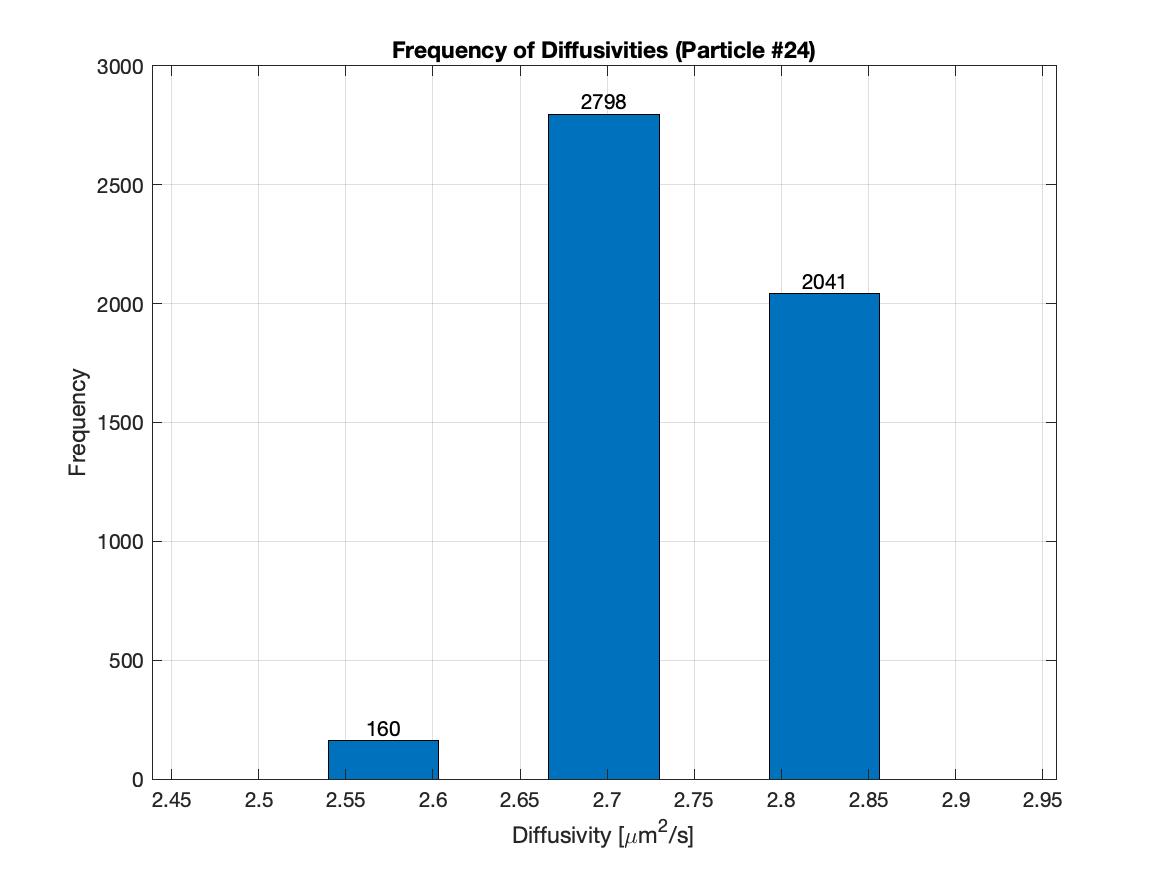 Frequency of Diffusivities (Particle #24)
3000
2798
2500
2041
2000
1500
Frequency
1000
500
160
0
2.45 2.5 2.55 2.6 2.65 2.7 2.75 2.8 2.85 2.9 2.95
Diffusivity [μm²/s]